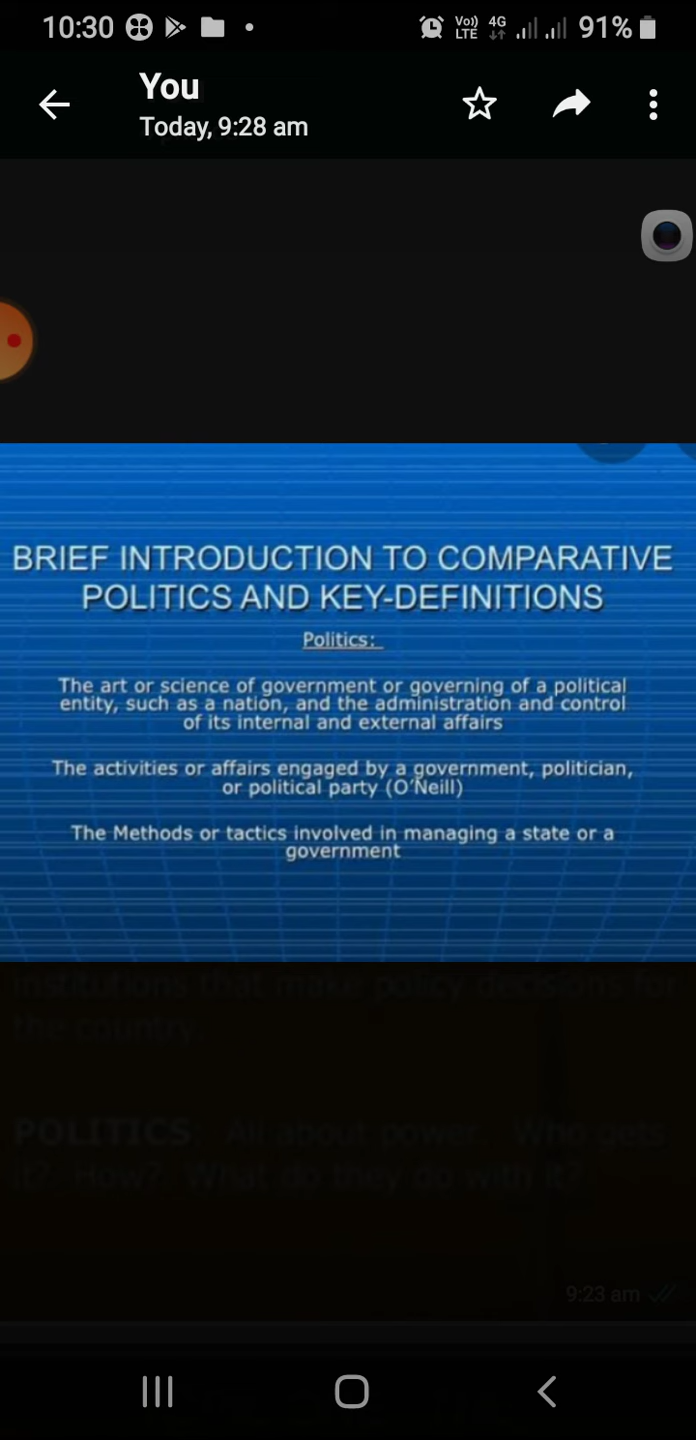 10:30
Vo)) 4G 91%
LTE
You
Today, 9:28 am
BRIEF INTRODUCTION TO COMPARATIVE
POLITICS AND KEY-DEFINITIONS
Politics:
The art or science of government or governing of a political
entity, such as a nation, and the administration and control
of its internal and external affairs
The activities or affairs engaged by a government, politician,
or political party (O'Neill)
The Methods or tactics involved in managing a state or a
government
institutions that make policy decisions for
the country.
POLITICS: All about power. Who gets
it? How? What do they do with it?
9:23 am